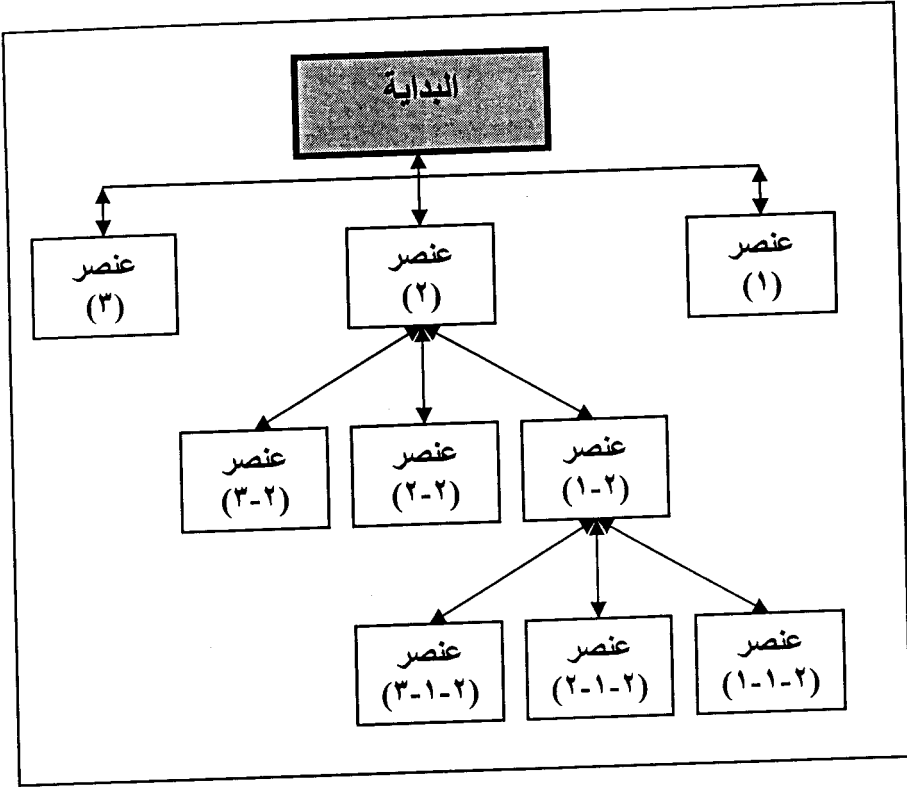 البداية
عنصر
(١)
عنصر
(٢)
عنصر
(٣)
عنصر
(٢-١)
عنصر
(٢-٢)
عنصر
(٢-٣)
عنصر
(٢-١-١)
عنصر
(٢-١-٢)
عنصر
(٢-١-٣)